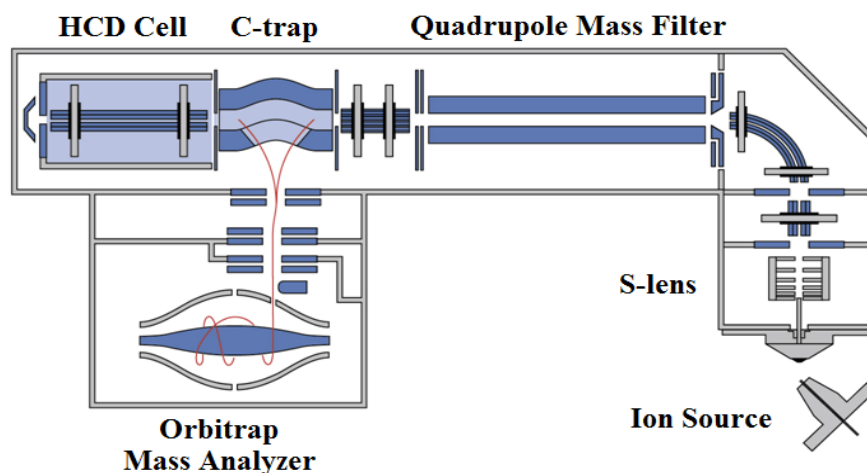 HCD Cell
C-trap
Quadrupole Mass Filter
S-lens
Ion Source
Orbitrap
Mass Analyzer